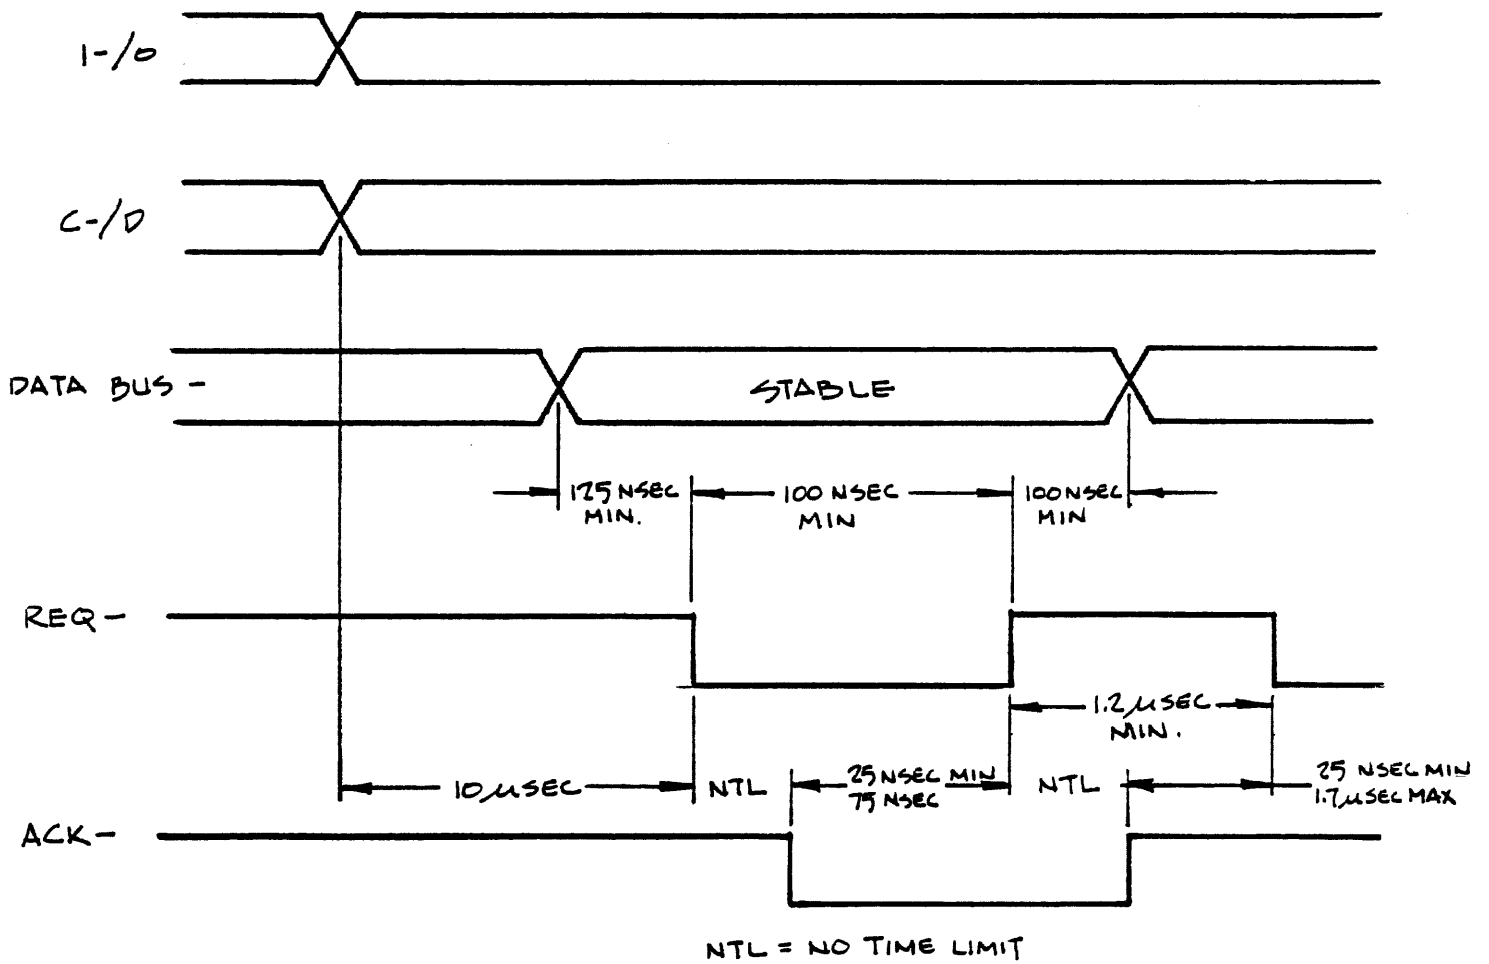 I-/O
C-/D
DATA BUS -
STABLE
125 NSEC
MIN.
100 NSEC
MIN
100 NSEC
MIN
REQ -
1.2 µSEC
MIN.
10 µSEC
NTL
25 NSEC MIN
75 NSEC
NTL
25 NSEC MIN
1.7 µSEC MAX
ACK -
NTL = NO TIME LIMIT